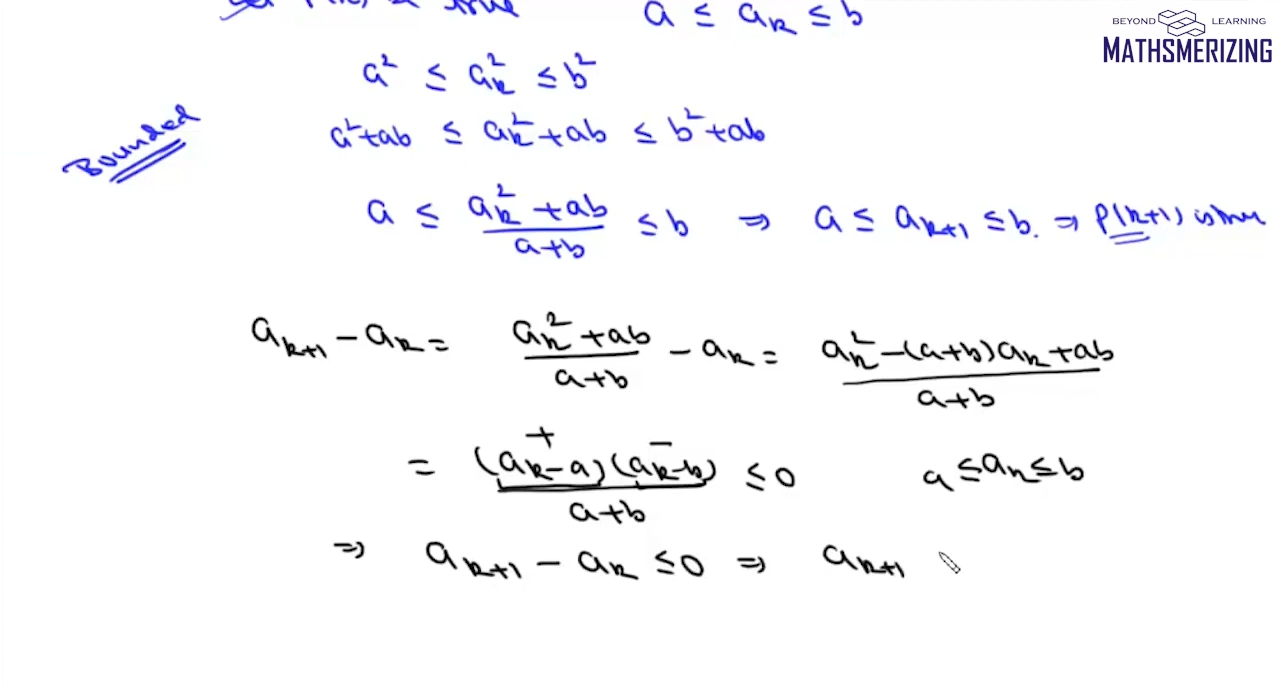 BEYOND LEARNING
MATHSMERIZING
a ≤ a_k ≤ b
a² ≤ a_k² ≤ b²
Bounded
a²+ab ≤ a_k²+ab ≤ b²+ab
a ≤ (a_k²+ab)/(a+b) ≤ b ⇒ a ≤ a_{k+1} ≤ b. ⇒ P(k+1) is true
a_{k+1} - a_k = (a_k²+ab)/(a+b) - a_k = (a_k²-(a+b)a_k+ab)/(a+b)
+ -
= (a_k-a)(a_k-b)/(a+b) ≤ 0 a ≤ a_n ≤ b
⇒ a_{k+1} - a_k ≤ 0 ⇒ a_{k+1}